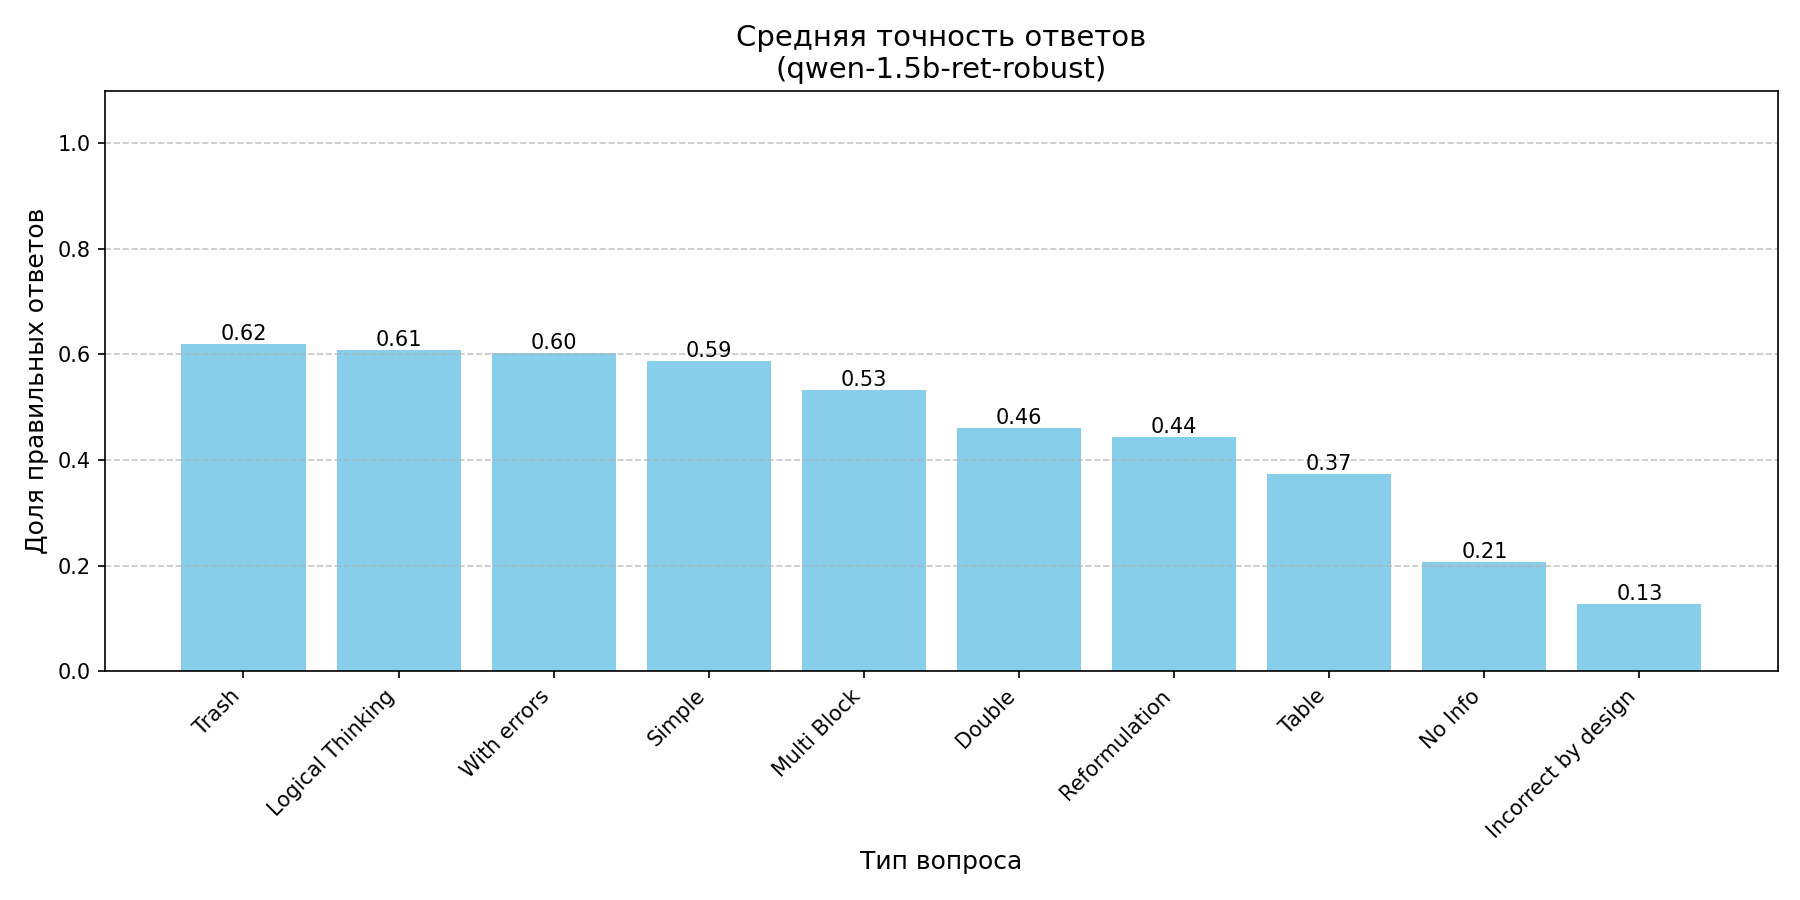 Средняя точность ответов
(qwen-1.5b-ret-robust)
Доля правильных ответов
1.0
0.8
0.6
0.4
0.2
0.0
0.62
0.61
0.60
0.59
0.53
0.46
0.44
0.37
0.21
0.13
Trash
Logical Thinking
With errors
Simple
Multi Block
Double
Reformulation
Table
No Info
Incorrect by design
Тип вопроса